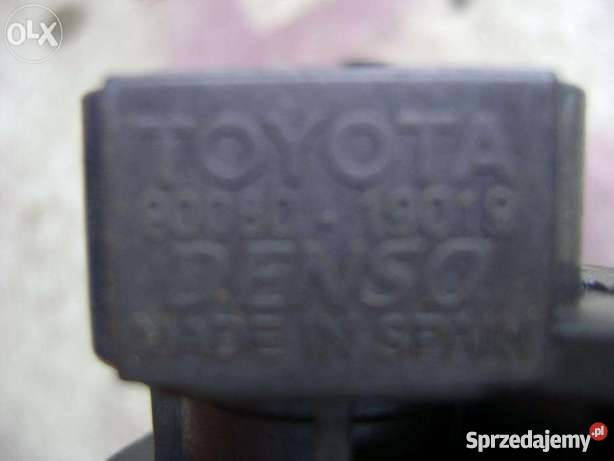 OLX
TOYOTA
90080-19019
DENSO
MADE IN SPAIN
Sprzedajemy.pl